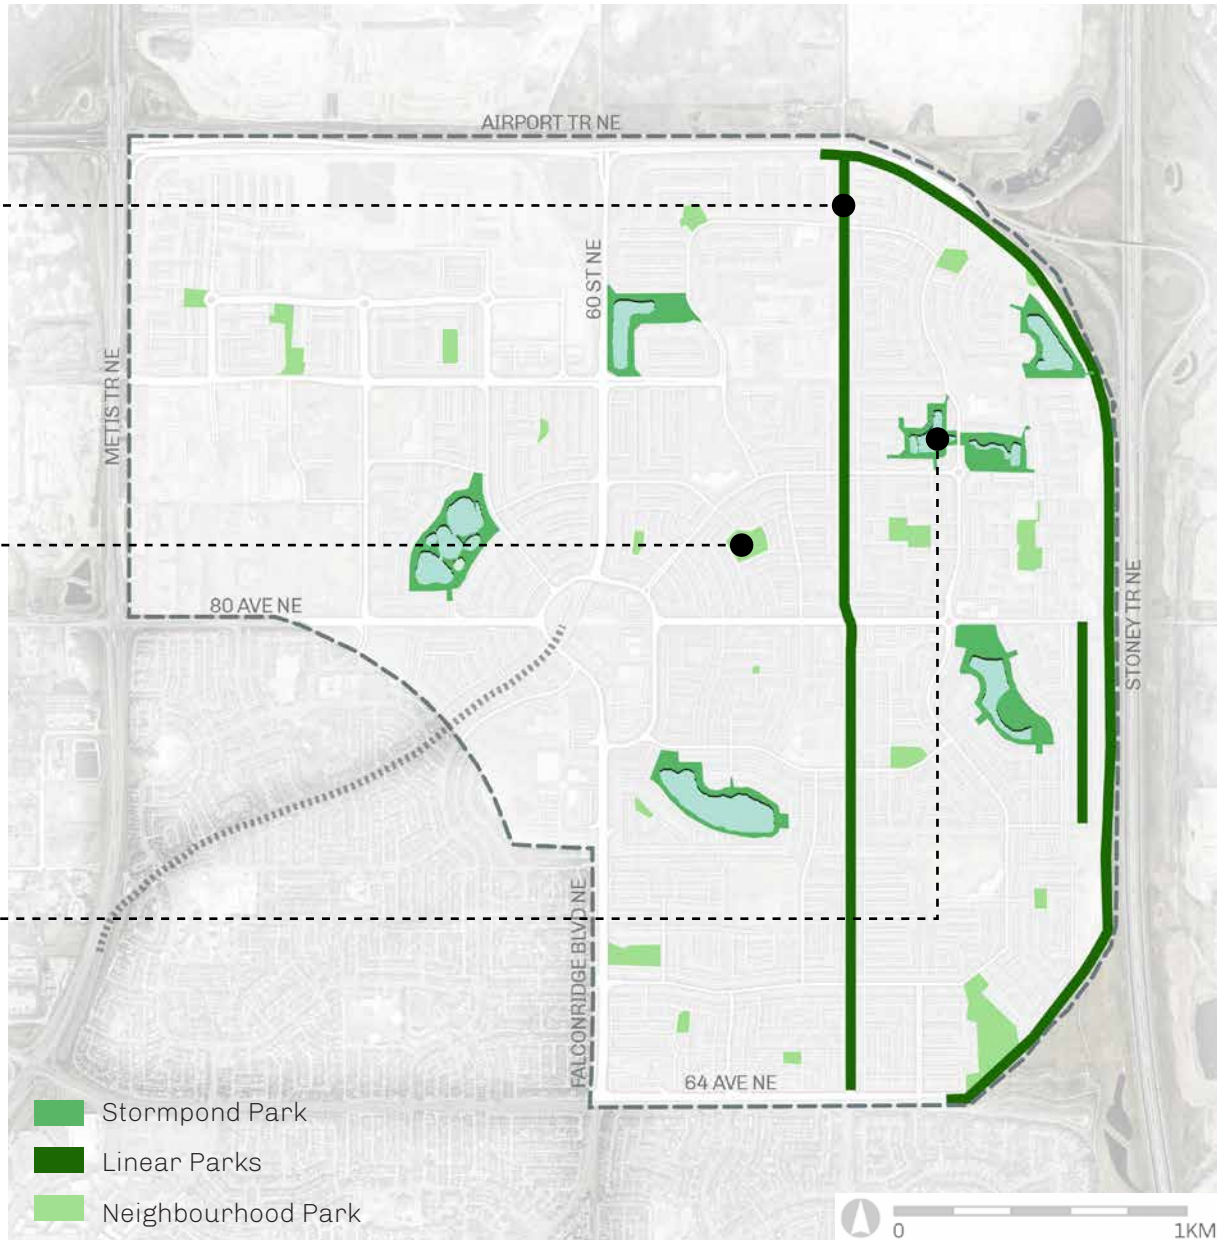 AIRPORT TR NE
60 ST NE
METIS TR NE
80 AVE NE
STONEY TR NE
FALCONRIDGE BLVD NE
64 AVE NE
Stormpond Park
Linear Parks
Neighbourhood Park
0
1KM